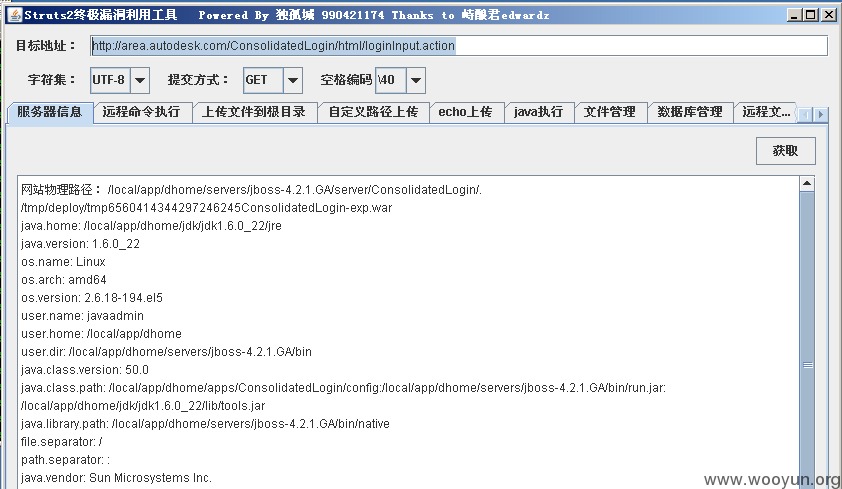 Struts2终极漏洞利用工具 Powered By 独孤城 990421174 Thanks to 峙酿君edwardz
目标地址： http://area.autodesk.com/ConsolidatedLogin/html/loginInput.action
字符集： UTF-8 提交方式： GET 空格编码 \40
服务器信息 远程命令执行 上传文件到根目录 自定义路径上传 echo上传 java执行 文件管理 数据库管理 远程文...
获取
网站物理路径： /local/app/dhome/servers/jboss-4.2.1.GA/server/ConsolidatedLogin/.
/tmp/deploy/tmp6560414344297246245ConsolidatedLogin-exp.war
java.home: /local/app/dhome/jdk/jdk1.6.0_22/jre
java.version: 1.6.0_22
os.name: Linux
os.arch: amd64
os.version: 2.6.18-194.el5
user.name: javaadmin
user.home: /local/app/dhome
user.dir: /local/app/dhome/servers/jboss-4.2.1.GA/bin
java.class.version: 50.0
java.class.path: /local/app/dhome/apps/ConsolidatedLogin/config:/local/app/dhome/servers/jboss-4.2.1.GA/bin/run.jar:
/local/app/dhome/jdk/jdk1.6.0_22/lib/tools.jar
java.library.path: /local/app/dhome/servers/jboss-4.2.1.GA/bin/native
file.separator: /
path.separator: :
java.vendor: Sun Microsystems Inc.
www.wooyun.org